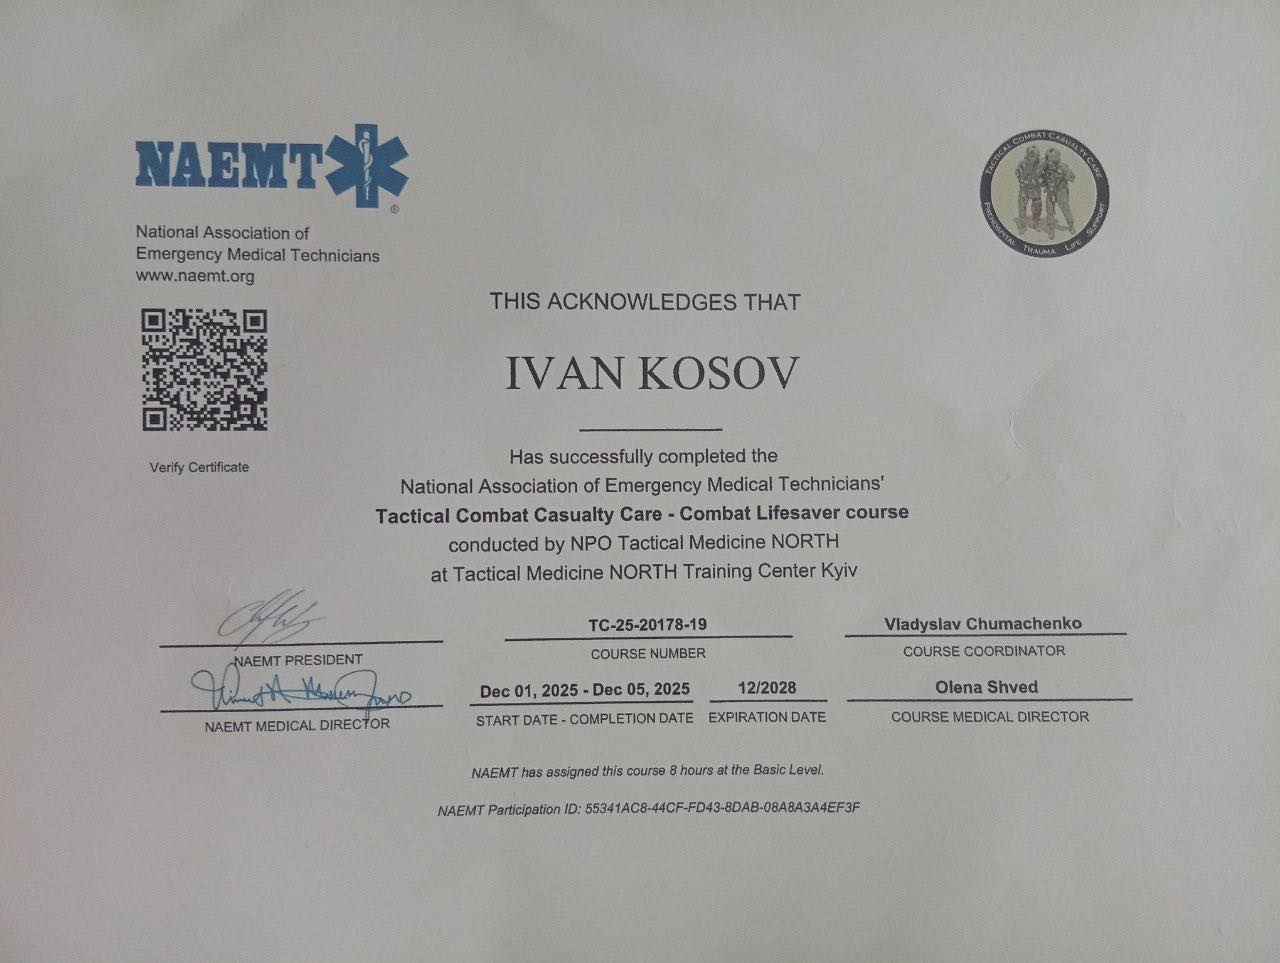 NAEMT
®
National Association of
Emergency Medical Technicians
www.naemt.org
Verify Certificate
TACTICAL COMBAT CASUALTY CARE
PREHOSPITAL TRAUMA LIFE SUPPORT
THIS ACKNOWLEDGES THAT
IVAN KOSOV
Has successfully completed the
National Association of Emergency Medical Technicians'
Tactical Combat Casualty Care - Combat Lifesaver course
conducted by NPO Tactical Medicine NORTH
at Tactical Medicine NORTH Training Center Kyiv
NAEMT PRESIDENT
TC-25-20178-19
COURSE NUMBER
Vladyslav Chumachenko
COURSE COORDINATOR
NAEMT MEDICAL DIRECTOR
Dec 01, 2025 - Dec 05, 2025
START DATE - COMPLETION DATE
12/2028
EXPIRATION DATE
Olena Shved
COURSE MEDICAL DIRECTOR
NAEMT has assigned this course 8 hours at the Basic Level.
NAEMT Participation ID: 55341AC8-44CF-FD43-8DAB-08A8A3A4EF3F